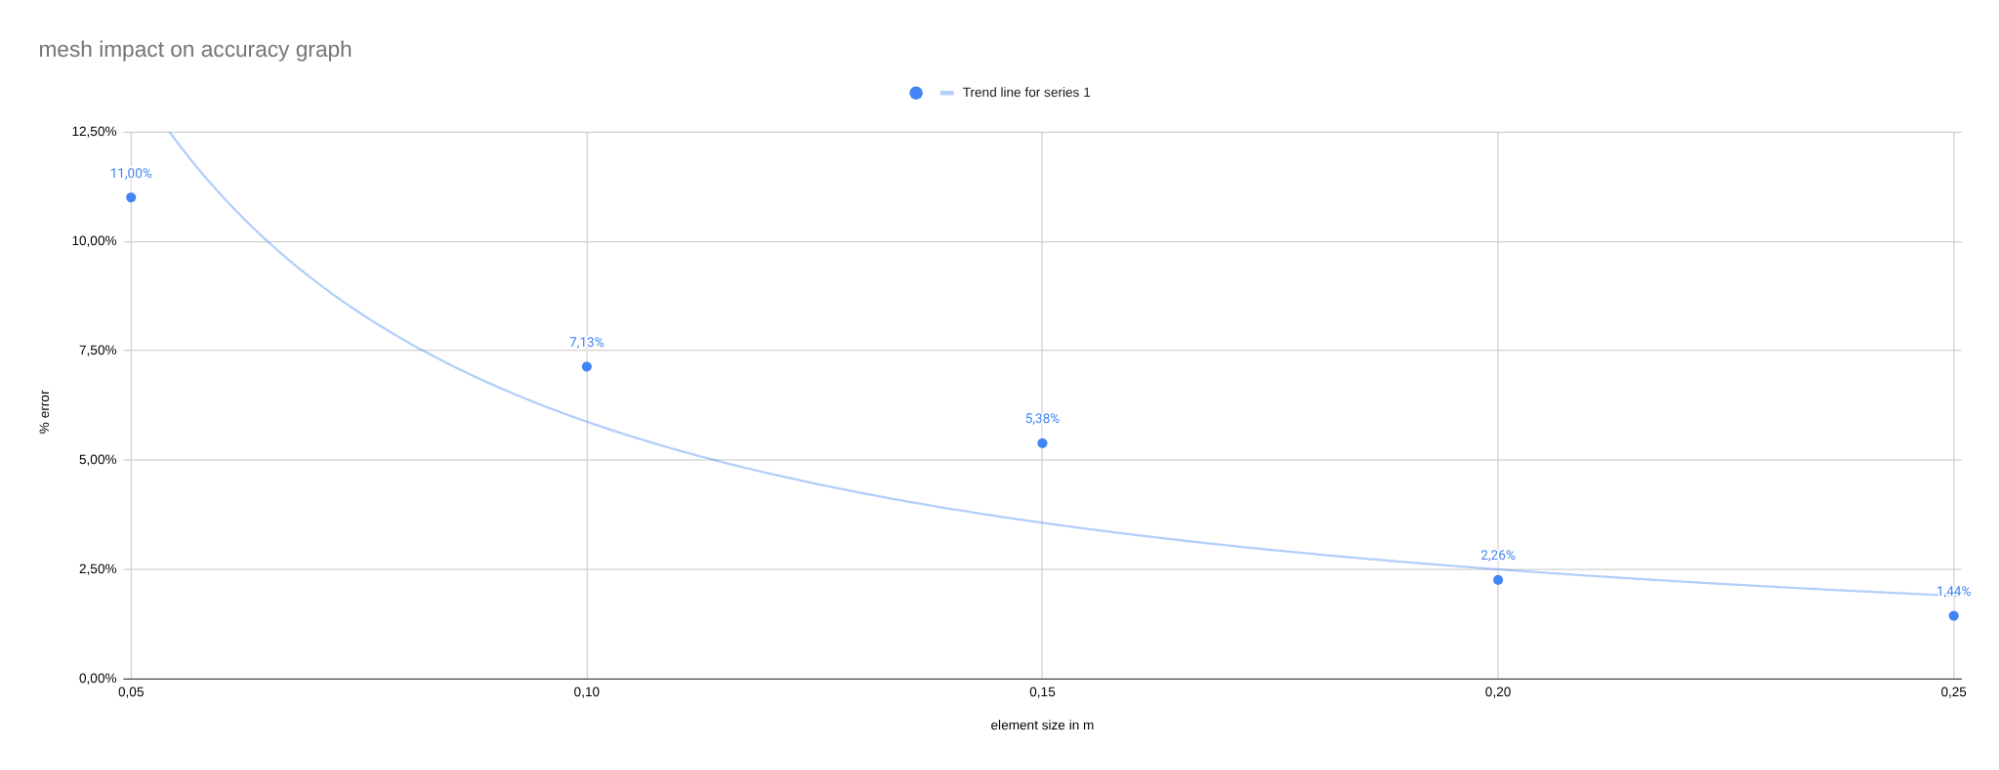 mesh impact on accuracy graph
Trend line for series 1
12,50%
11,00%
10,00%
7,13%
7,50%
% error
5,38%
5,00%
2,26%
2,50%
1,44%
0,00%
0,05 0,10 0,15 0,20 0,25
element size in m